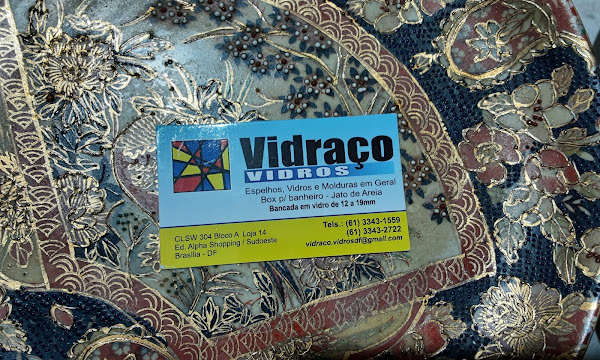 Vidraço
VIDROS
Espelhos, Vidros e Molduras em Geral
Box p/ banheiro - Jato de Areia
Bancada em vidro de 12 a 19mm
CLSW 304 Bloco A Loja 14
Ed. Alpha Shopping / Sudoeste
Brasília - DF
Tels.: (61) 3343-1559
(61) 3343-2722
vidraco.vidrosdf@gmail.com